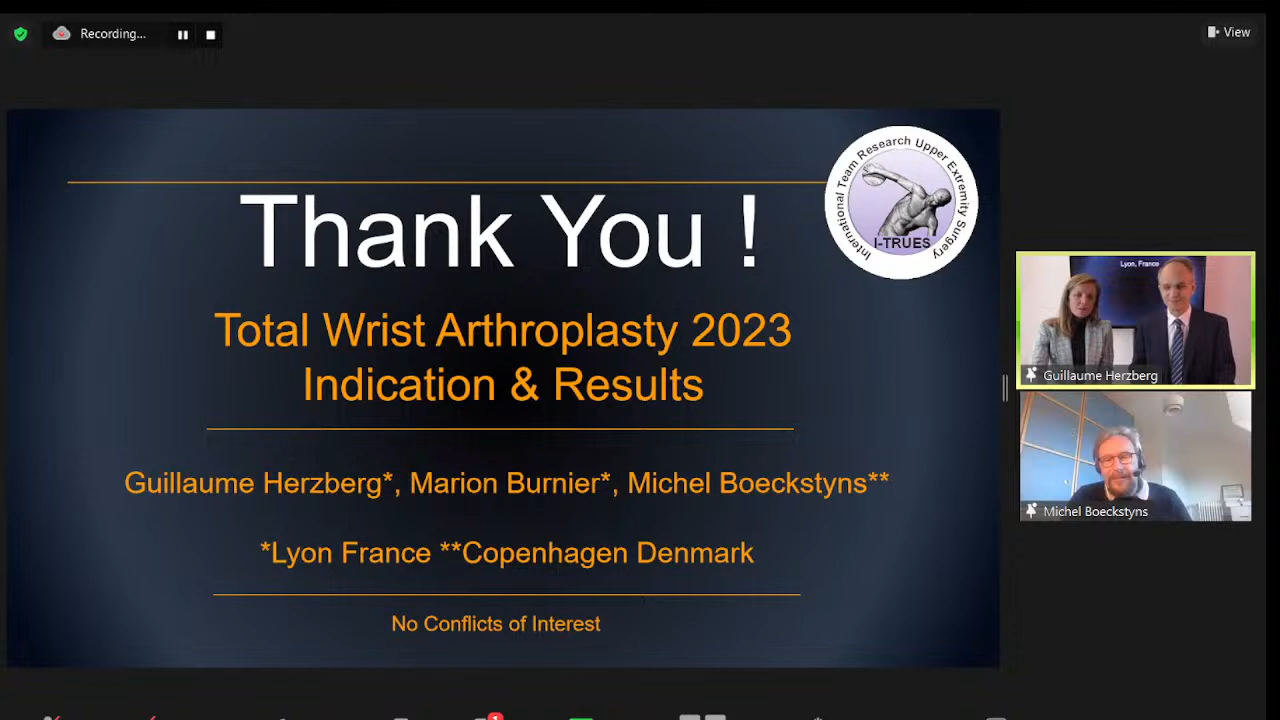 Recording...
View
Thank You !
International Team Research Upper Extremity Surgery
I-TRUES
Total Wrist Arthroplasty 2023
Indication & Results
Guillaume Herzberg*, Marion Burnier*, Michel Boeckstyns**
*Lyon France **Copenhagen Denmark
No Conflicts of Interest
Lyon, France
Guillaume Herzberg
Michel Boeckstyns
1